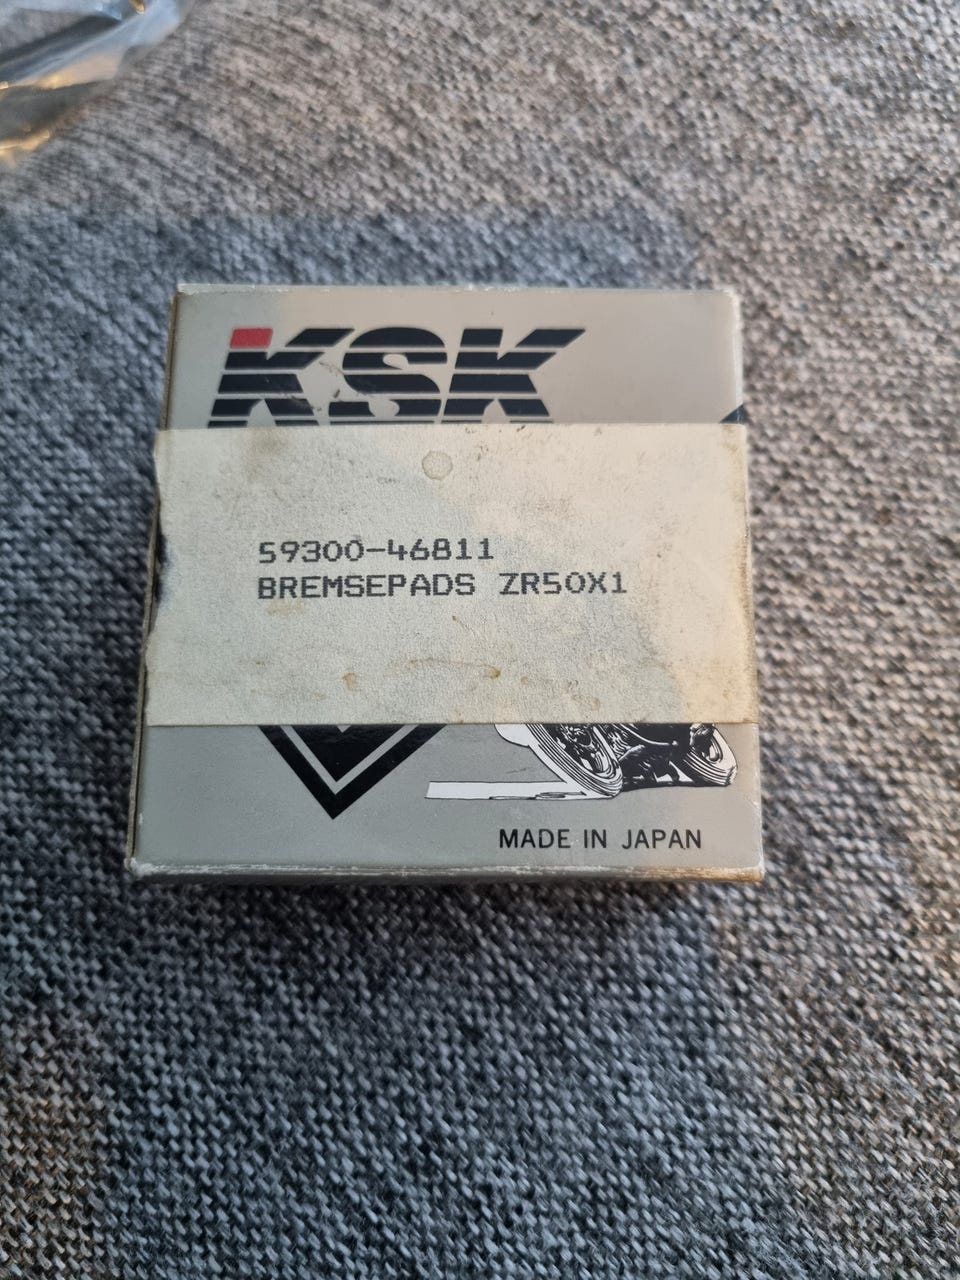 KSK
59300-46811
BREMSEPADS ZR50X1
MADE IN JAPAN